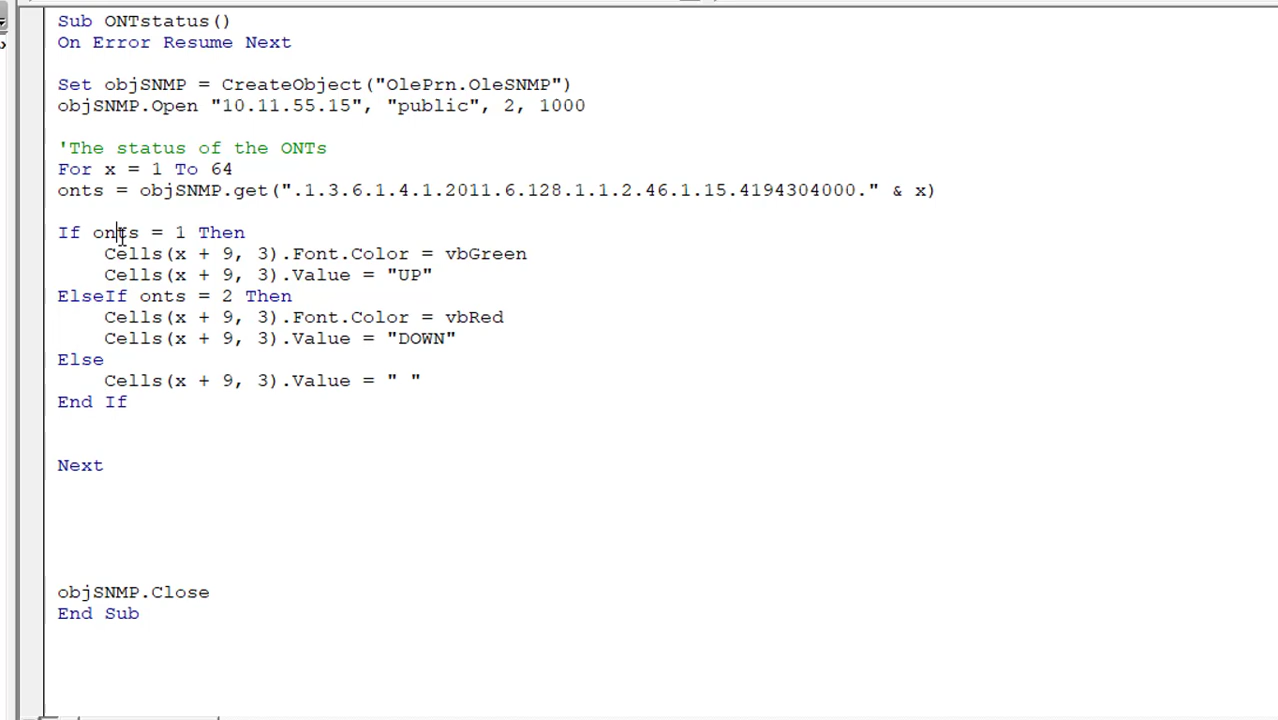 Sub ONTstatus()
On Error Resume Next
Set objSNMP = CreateObject("OlePrn.OleSNMP")
objSNMP.Open "10.11.55.15", "public", 2, 1000
'The status of the ONTs
For x = 1 To 64
onts = objSNMP.get(".1.3.6.1.4.1.2011.6.128.1.1.2.46.1.15.4194304000." & x)
If onts = 1 Then
    Cells(x + 9, 3).Font.Color = vbGreen
    Cells(x + 9, 3).Value = "UP"
ElseIf onts = 2 Then
    Cells(x + 9, 3).Font.Color = vbRed
    Cells(x + 9, 3).Value = "DOWN"
Else
    Cells(x + 9, 3).Value = " "
End If
Next
objSNMP.Close
End Sub